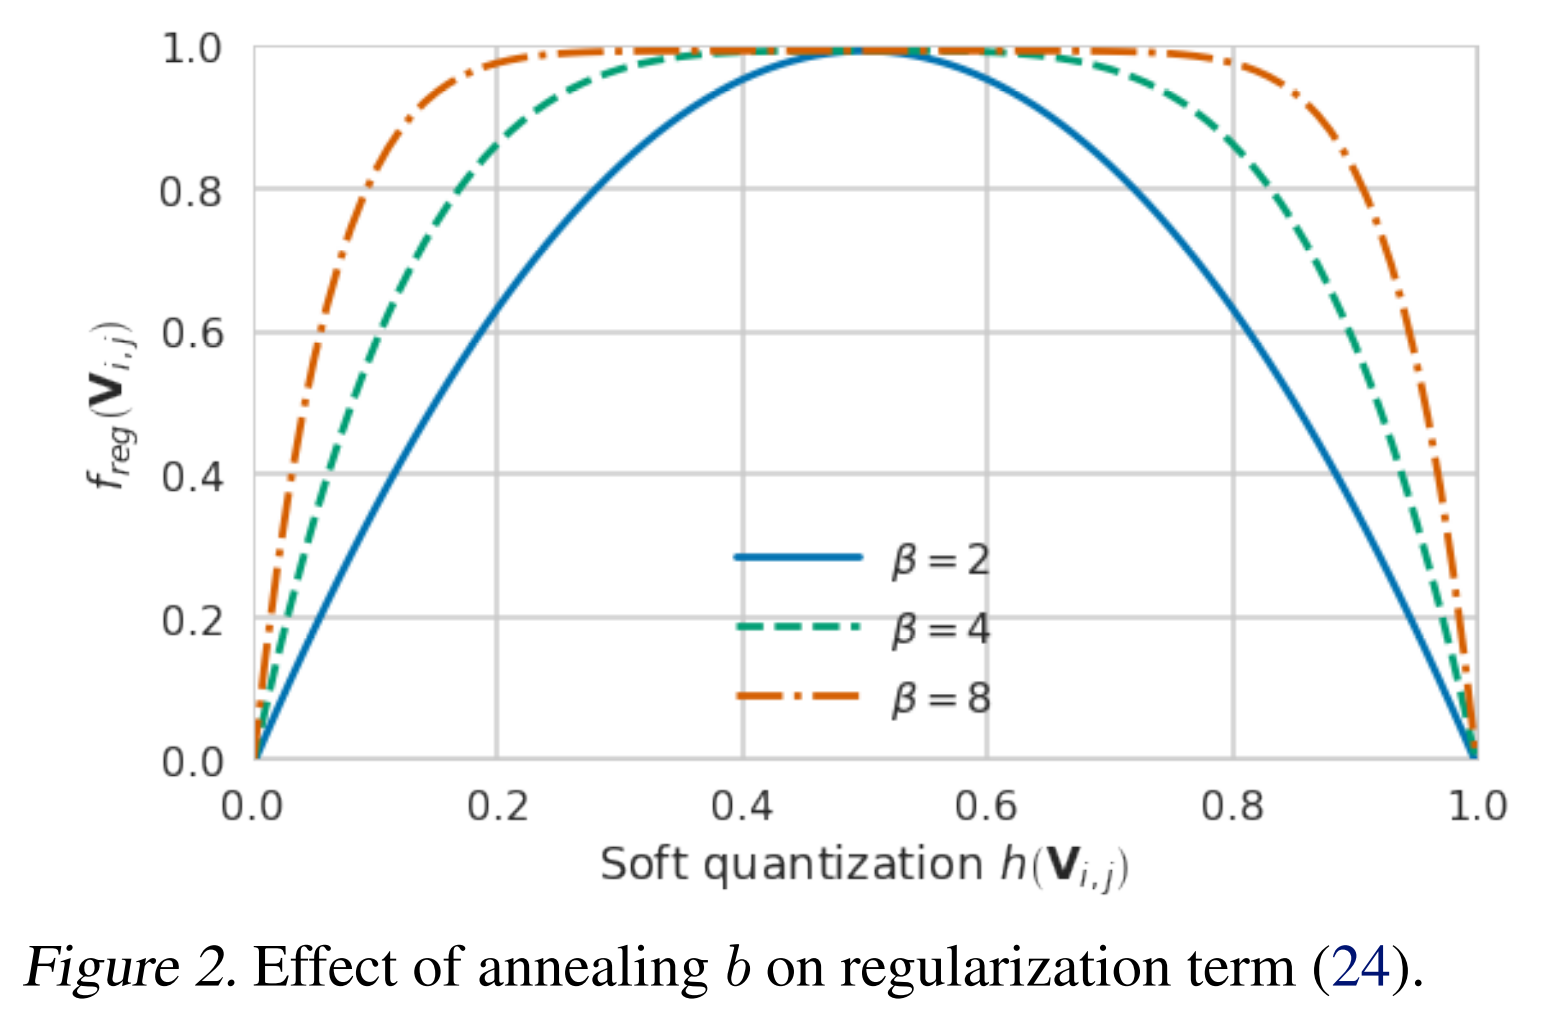 1.0
0.8
0.6
0.4
0.2
0.0
f_reg(V_i,j)
β = 2
β = 4
β = 8
0.0 0.2 0.4 0.6 0.8 1.0
Soft quantization h(V_i,j)
Figure 2. Effect of annealing b on regularization term (24).